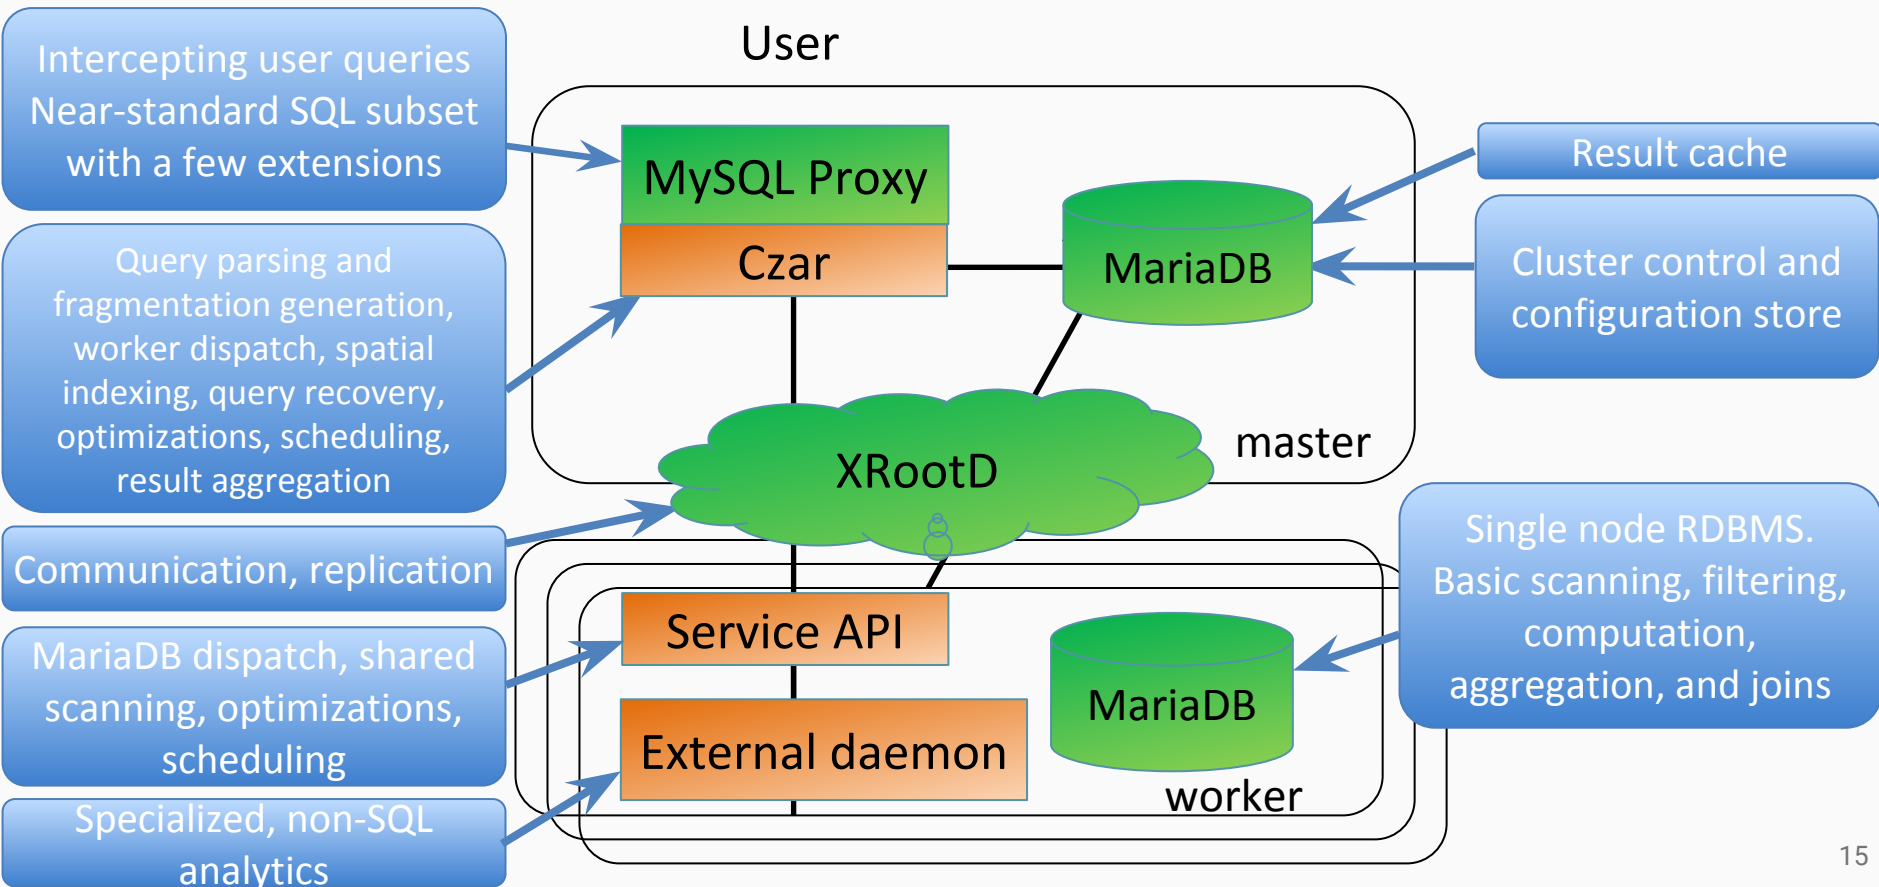 User
Intercepting user queries
Near-standard SQL subset
with a few extensions
MySQL Proxy
Result cache
Query parsing and
fragmentation generation,
worker dispatch, spatial
indexing, query recovery,
optimizations, scheduling,
result aggregation
Czar
MariaDB
Cluster control and
configuration store
master
XRootD
Communication, replication
Single node RDBMS.
Basic scanning, filtering,
computation,
aggregation, and joins
MariaDB dispatch, shared
scanning, optimizations,
scheduling
Service API
MariaDB
External daemon
worker
Specialized, non-SQL
analytics
15